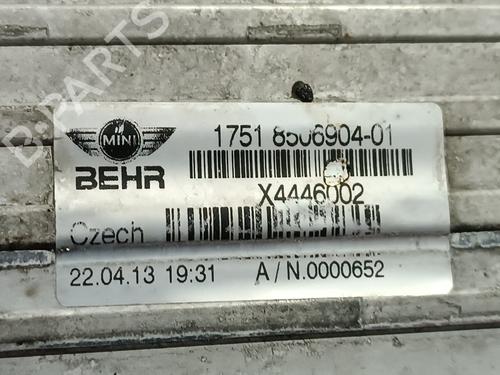 B-PARTS
MINI
BEHR
1751 8506904-01
X4446002
Czech
22.04.13 19:31 A/N.0000652